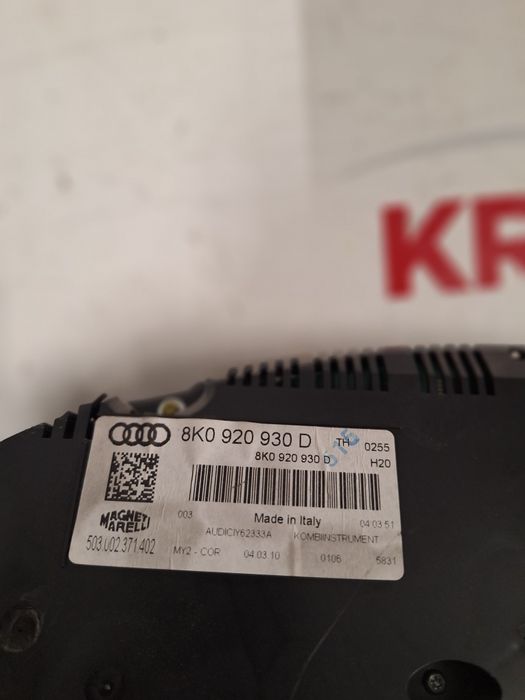 KR
8K0 920 930 D TH 0255
8K0 920 930 D H20
MAGNETI
MARELLI
003 Made in Italy 04.03.51
AUDICIY62333A KOMBIINSTRUMENT
503.002.371.402
MY2 - COR 04.03.10 0106 5831